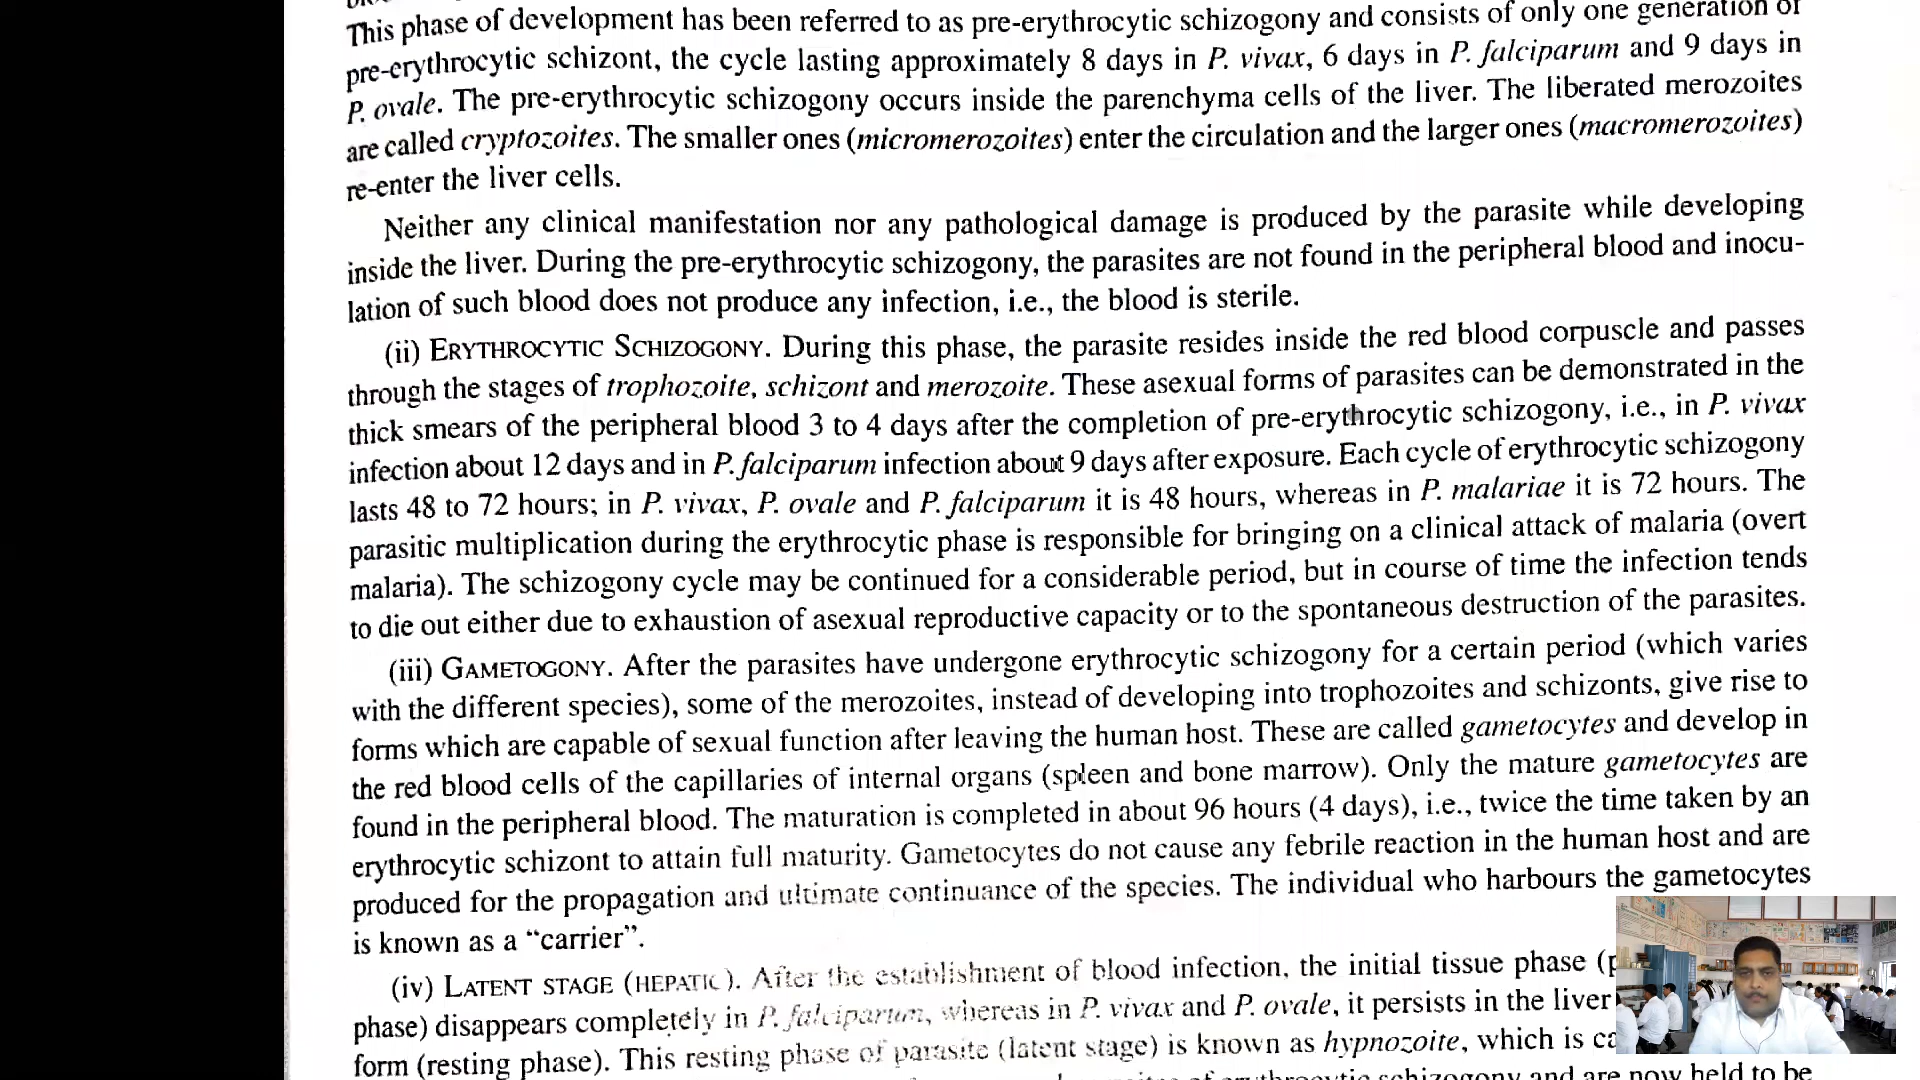 This phase of development has been referred to as pre-erythrocytic schizogony and consists of only one generation of
pre-erythrocytic schizont, the cycle lasting approximately 8 days in P. vivax, 6 days in P. falciparum and 9 days in
P. ovale. The pre-erythrocytic schizogony occurs inside the parenchyma cells of the liver. The liberated merozoites
are called cryptozoites. The smaller ones (micromerozoites) enter the circulation and the larger ones (macromerozoites)
re-enter the liver cells.
Neither any clinical manifestation nor any pathological damage is produced by the parasite while developing
inside the liver. During the pre-erythrocytic schizogony, the parasites are not found in the peripheral blood and inocu-
lation of such blood does not produce any infection, i.e., the blood is sterile.
(ii) ERYTHROCYTIC SCHIZOGONY. During this phase, the parasite resides inside the red blood corpuscle and passes
through the stages of trophozoite, schizont and merozoite. These asexual forms of parasites can be demonstrated in the
thick smears of the peripheral blood 3 to 4 days after the completion of pre-erythrocytic schizogony, i.e., in P. vivax
infection about 12 days and in P. falciparum infection about 9 days after exposure. Each cycle of erythrocytic schizogony
lasts 48 to 72 hours; in P. vivax, P. ovale and P. falciparum it is 48 hours, whereas in P. malariae it is 72 hours. The
parasitic multiplication during the erythrocytic phase is responsible for bringing on a clinical attack of malaria (overt
malaria). The schizogony cycle may be continued for a considerable period, but in course of time the infection tends
to die out either due to exhaustion of asexual reproductive capacity or to the spontaneous destruction of the parasites.
(iii) GAMETOGONY. After the parasites have undergone erythrocytic schizogony for a certain period (which varies
with the different species), some of the merozoites, instead of developing into trophozoites and schizonts, give rise to
forms which are capable of sexual function after leaving the human host. These are called gametocytes and develop in
the red blood cells of the capillaries of internal organs (spleen and bone marrow). Only the mature gametocytes are
found in the peripheral blood. The maturation is completed in about 96 hours (4 days), i.e., twice the time taken by an
erythrocytic schizont to attain full maturity. Gametocytes do not cause any febrile reaction in the human host and are
produced for the propagation and ultimate continuance of the species. The individual who harbours the gametocytes
is known as a “carrier”.
(iv) LATENT STAGE (HEPATIC). After the establishment of blood infection, the initial tissue phase (p
phase) disappears completely in P. falciparum, whereas in P. vivax and P. ovale, it persists in the liver
form (resting phase). This resting phase of parasite (latent stage) is known as hypnozoite, which is ca
of erythrocytic schizogony and are now held to be